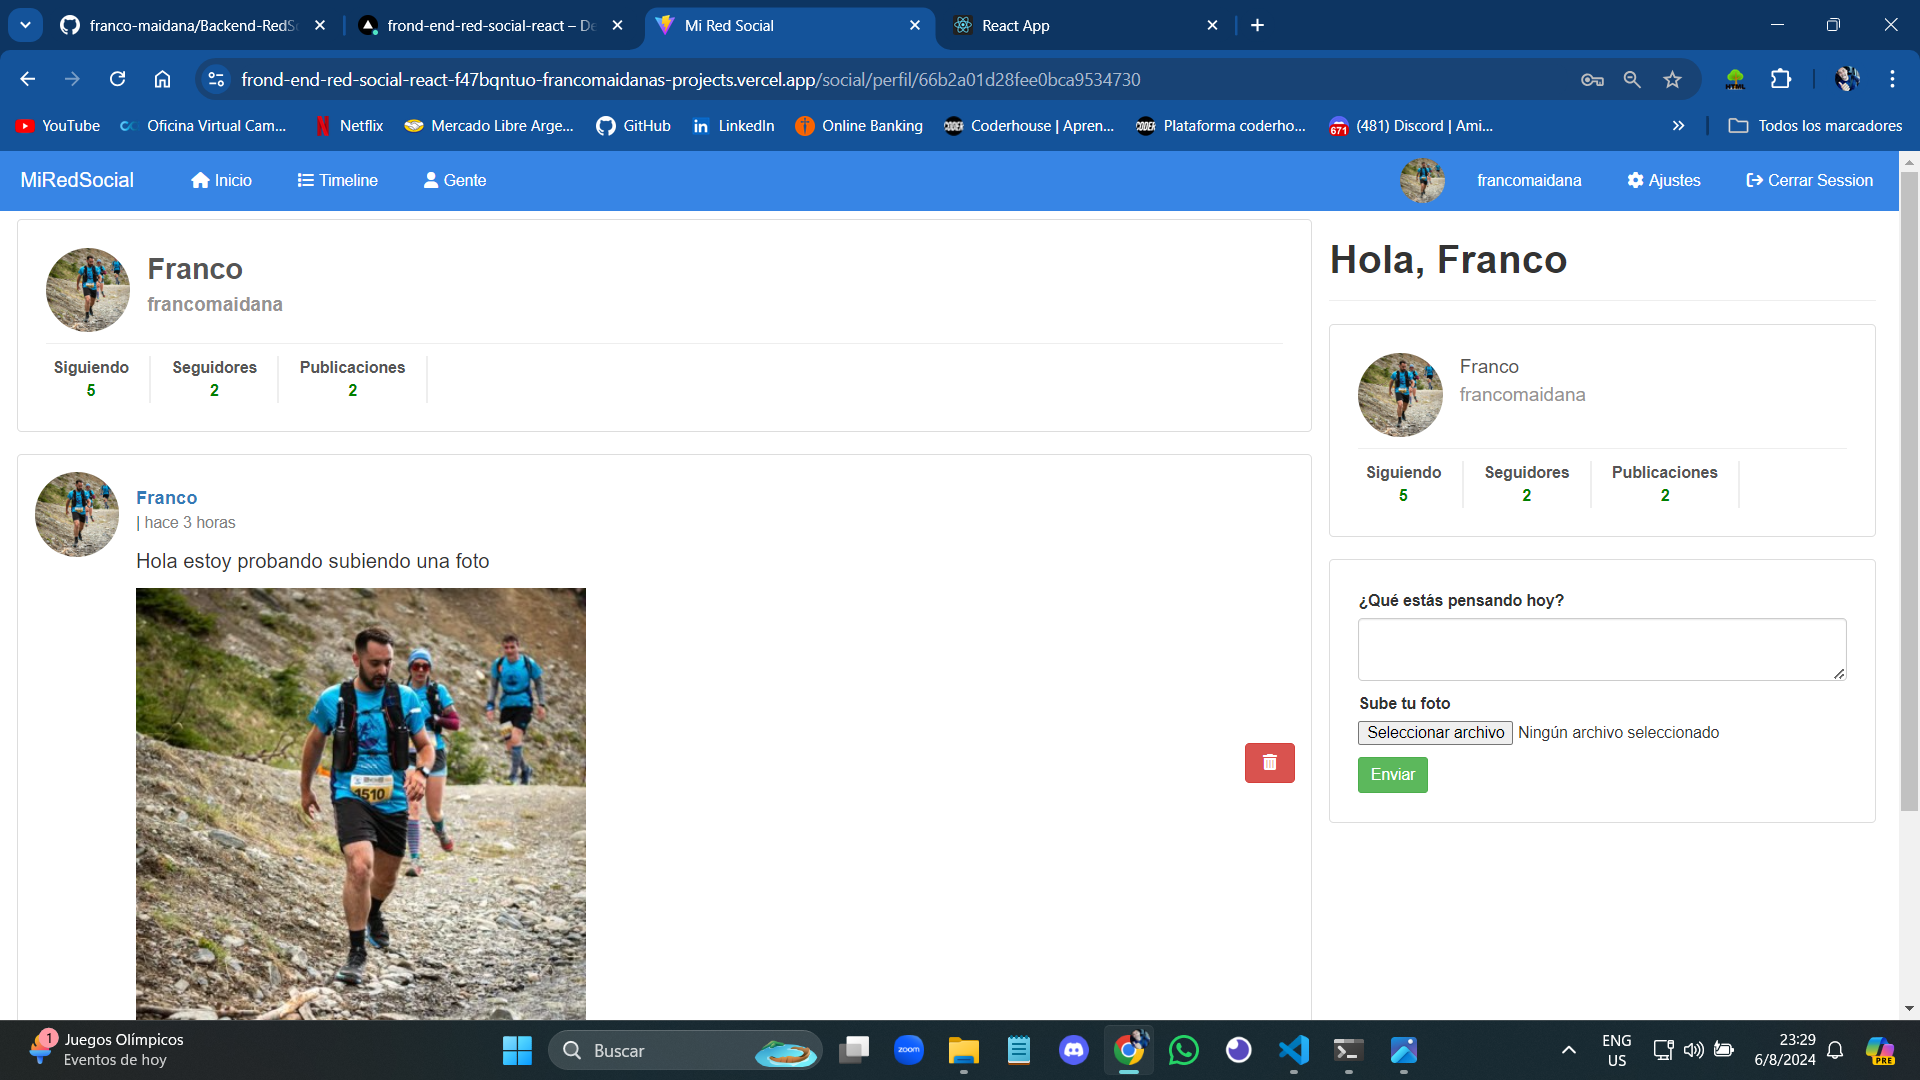 franco-maidana/Backend-RedS
frond-end-red-social-react – De
Mi Red Social
React App
frond-end-red-social-react-f47bqntuo-francomaidanas-projects.vercel.app/social/perfil/66b2a01d28fee0bca9534730
YouTube
Oficina Virtual Cam...
Netflix
Mercado Libre Arge...
GitHub
LinkedIn
Online Banking
Coderhouse | Apren...
Plataforma coderho...
(481) Discord | Ami...
Todos los marcadores
MiRedSocial
Inicio
Timeline
Gente
francomaidana
Ajustes
Cerrar Session
Franco
francomaidana
Siguiendo
5
Seguidores
2
Publicaciones
2
Franco
| hace 3 horas
Hola estoy probando subiendo una foto
1510
Hola, Franco
Franco
francomaidana
Siguiendo
5
Seguidores
2
Publicaciones
2
¿Qué estás pensando hoy?
Sube tu foto
Seleccionar archivo Ningún archivo seleccionado
Enviar
1
Juegos Olímpicos
Eventos de hoy
Buscar
zoom
ENG
US
23:29
6/8/2024
PRE